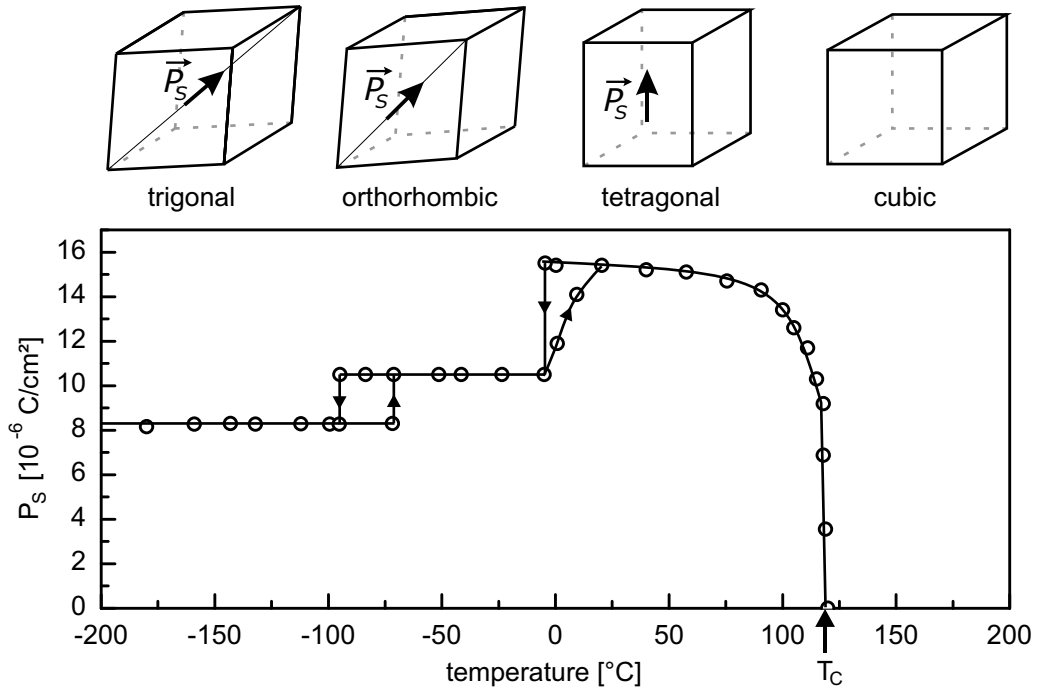 P_S P_S P_S
trigonal orthorhombic tetragonal cubic
16
14
12
10
8
6
4
2
0
P_S [10⁻⁶ C/cm²]
-200 -150 -100 -50 0 50 100 150 200
temperature [°C] T_C